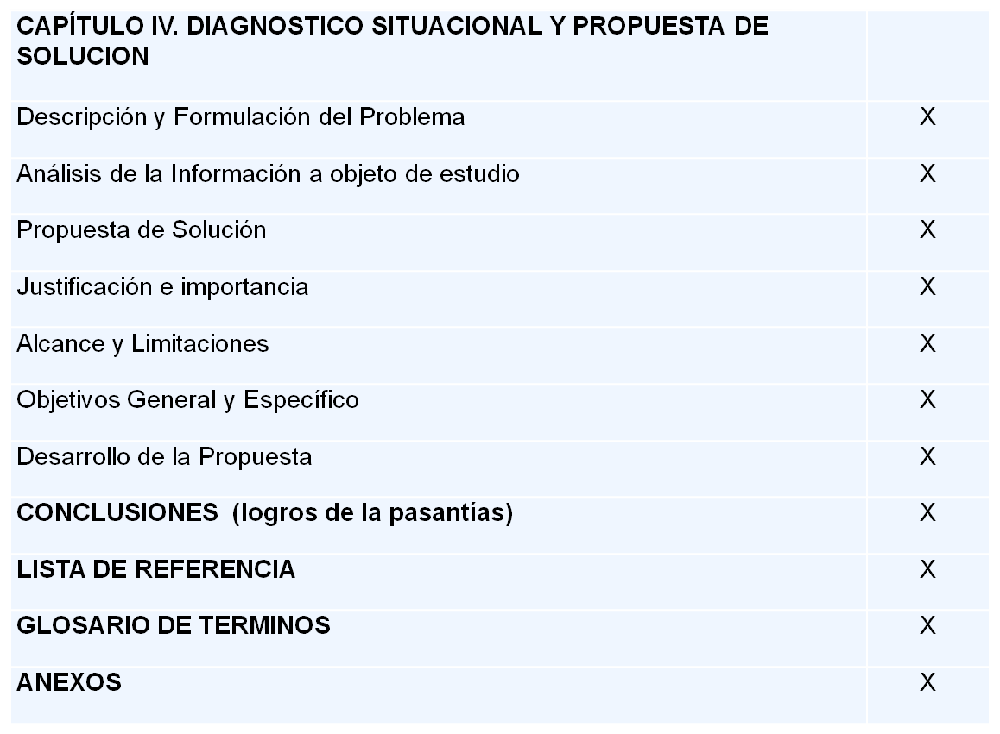 CAPÍTULO IV. DIAGNOSTICO SITUACIONAL Y PROPUESTA DE
SOLUCION
Descripción y Formulación del Problema X
Análisis de la Información a objeto de estudio X
Propuesta de Solución X
Justificación e importancia X
Alcance y Limitaciones X
Objetivos General y Específico X
Desarrollo de la Propuesta X
CONCLUSIONES (logros de la pasantías) X
LISTA DE REFERENCIA X
GLOSARIO DE TERMINOS X
ANEXOS X